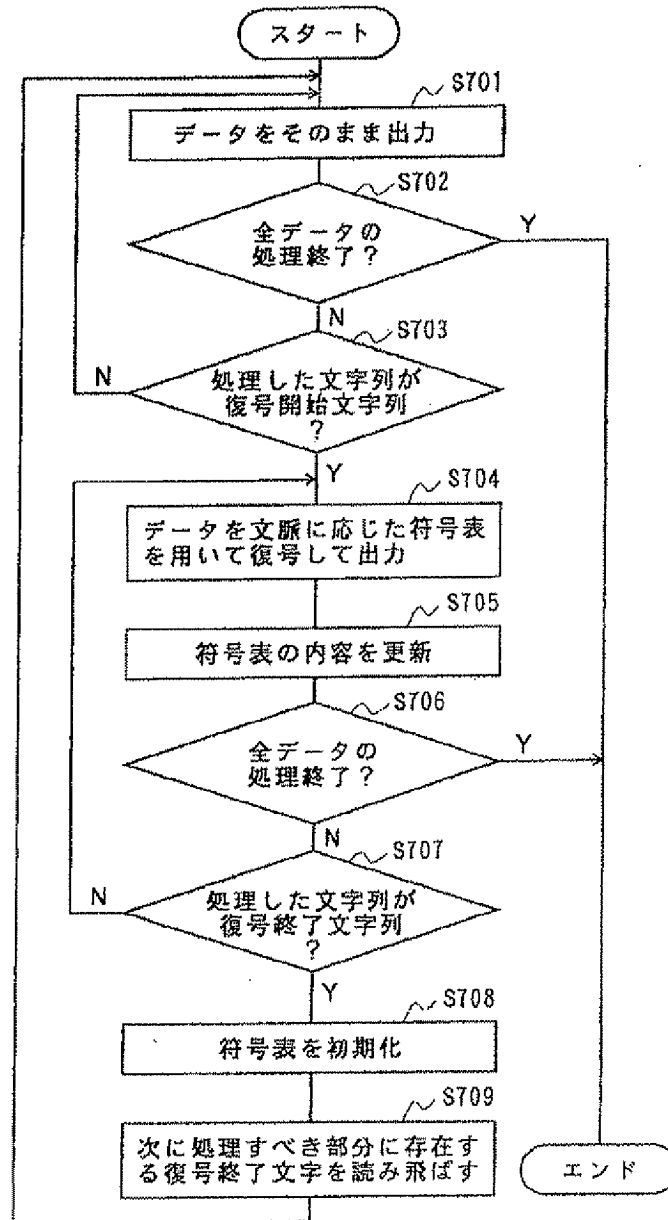 スタート
S701
データをそのまま出力
S702
全データの
処理終了?
Y
N
S703
処理した文字列が
復号開始文字列
?
N
Y
S704
データを文脈に応じた符号表
を用いて復号して出力
S705
符号表の内容を更新
S706
全データの
処理終了?
Y
N
S707
処理した文字列が
復号終了文字列
?
N
Y
S708
符号表を初期化
S709
次に処理すべき部分に存在す
る復号終了文字を読み飛ばす
エンド